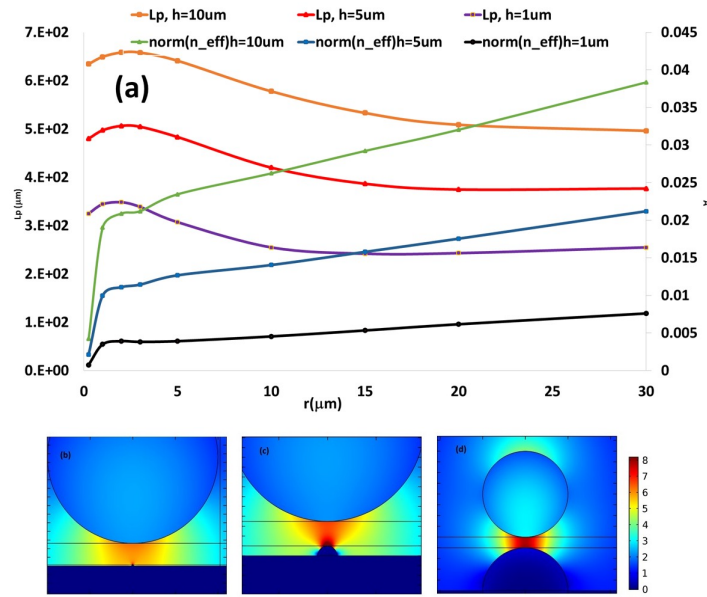 Lp, h=10um Lp, h=5um Lp, h=1um
norm(n_eff)h=10um norm(n_eff)h=5um norm(n_eff)h=1um
7.E+02 0.045
6.E+02 0.04
5.E+02 0.035
4.E+02 0.03
3.E+02 0.025
2.E+02 0.02
1.E+02 0.015
0.E+00 0.01
0.005
0
(a)
Lp (μm)
0 5 10 15 20 25 30
r(μm)
(b) (c) (d)
8
7
6
5
4
3
2
1
0